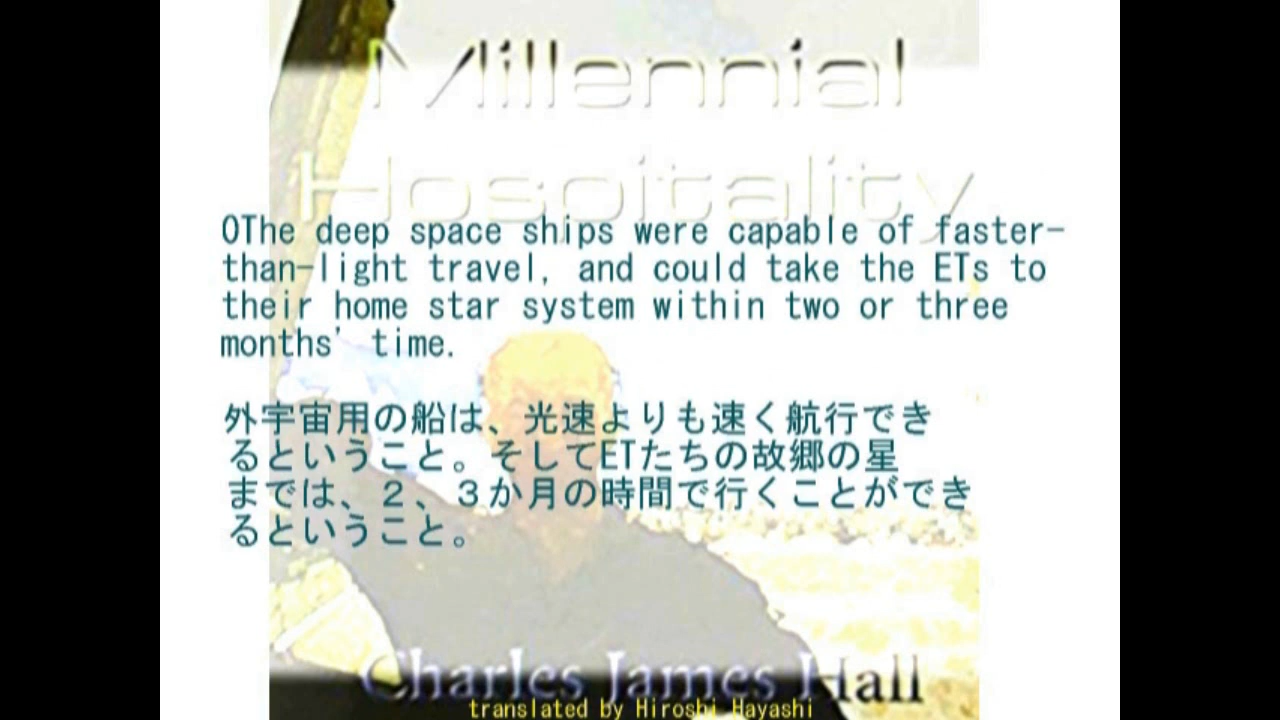 Millennial
Hospitality
0The deep space ships were capable of faster-
than-light travel, and could take the ETs to
their home star system within two or three
months' time.
外宇宙用の船は、光速よりも速く航行でき
るということ。そしてETたちの故郷の星
までは、２、３か月の時間で行くことができ
るということ。
Charles James Hall
translated by Hiroshi Hayashi